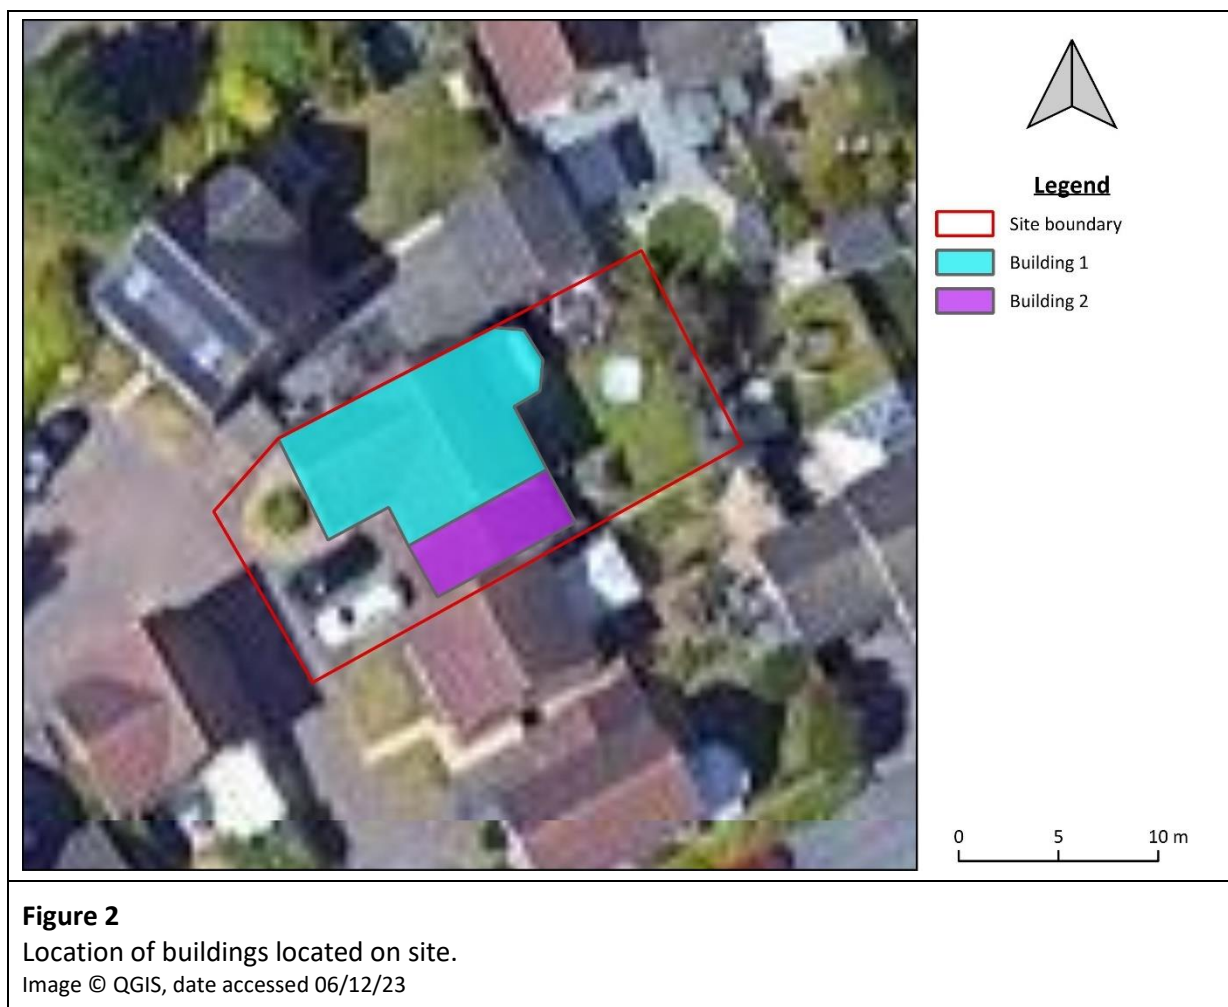 Legend
Site boundary
Building 1
Building 2
0 5 10 m
Figure 2
Location of buildings located on site.
Image © QGIS, date accessed 06/12/23